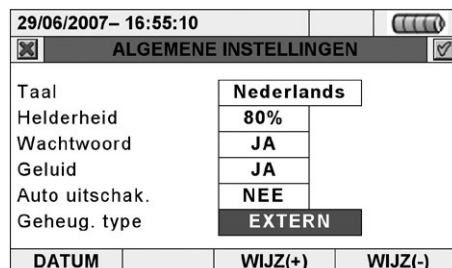 29/06/2007– 16:55:10
ALGEMENE INSTELLINGEN
Taal Nederlands
Helderheid 80%
Wachtwoord JA
Geluid JA
Auto uitschak. NEE
Geheug. type EXTERN
DATUM WIJZ(+) WIJZ(-)